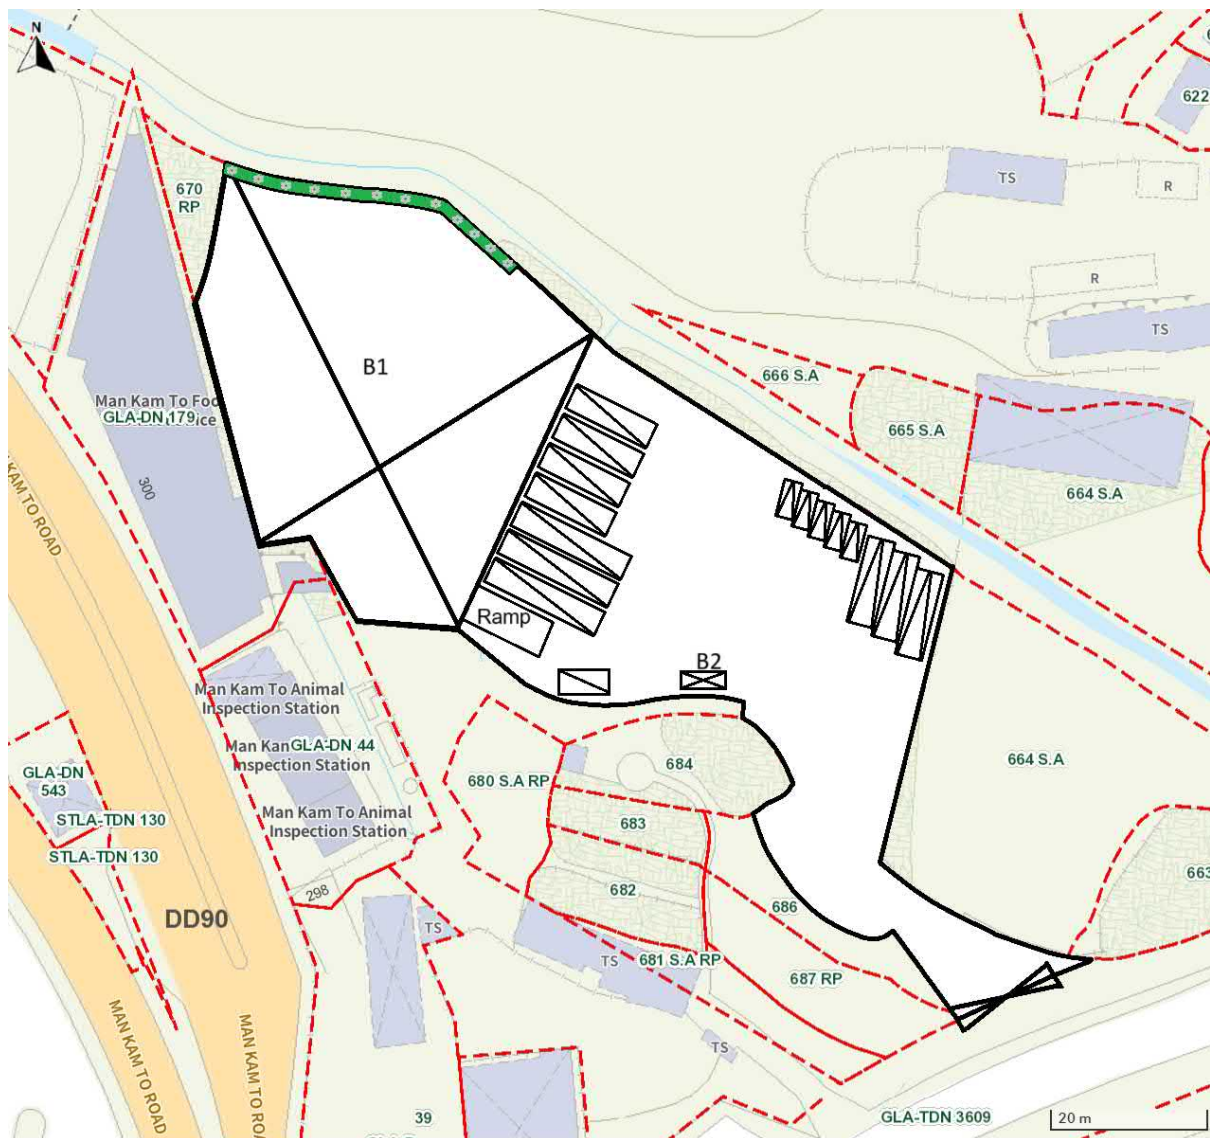 N
622
TS
R
670
RP
R
TS
B1
666 S.A
Man Kam To Foo
GLA-DN 179
ice
665 S.A
300
664 S.A
MAN KAM TO ROAD
KAM TO ROAD
Ramp
B2
Man Kam To Animal
Inspection Station
Man Kan
GLA-DN 44
Inspection Station
684
664 S.A
GLA-DN
543
680 S.A RP
STLA-TDN 130
683
Man Kam To Animal
Inspection Station
STLA-TDN 130
663
298
682
686
DD90
TS
TS
681 S.A RP
687 RP
MAN KAM TO ROAD
MAN KAM TO ROA
TS
39
GLA-TDN 3609
20 m